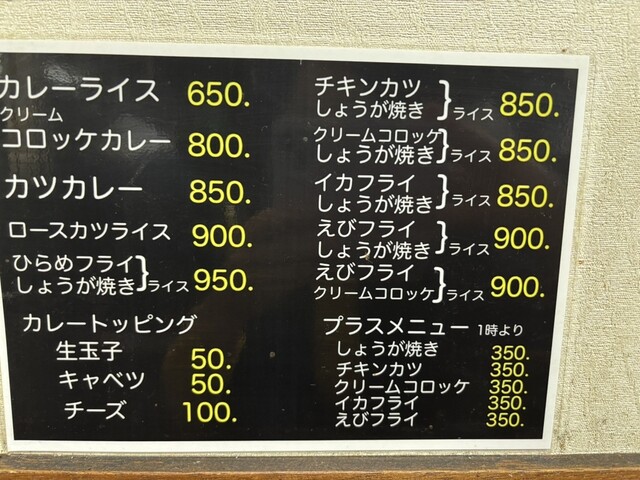 カレーライス 650.
クリーム
コロッケカレー 800.
カツカレー 850.
ロースカツライス 900.
ひらめフライ
しょうが焼き}ライス 950.
カレートッピング
生玉子 50.
キャベツ 50.
チーズ 100.
チキンカツ
しょうが焼き}ライス 850.
クリームコロッケ
しょうが焼き}ライス 850.
イカフライ
しょうが焼き}ライス 850.
えびフライ
しょうが焼き}ライス 900.
えびフライ
クリームコロッケ}ライス 900.
プラスメニュー 1時より
しょうが焼き 350.
チキンカツ 350.
クリームコロッケ 350.
イカフライ 350.
えびフライ 350.